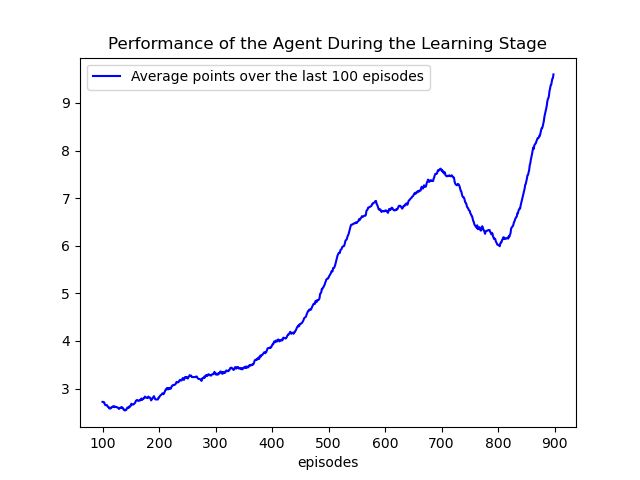 Performance of the Agent During the Learning Stage
Average points over the last 100 episodes
9
8
7
6
5
4
3
100 200 300 400 500 600 700 800 900
episodes